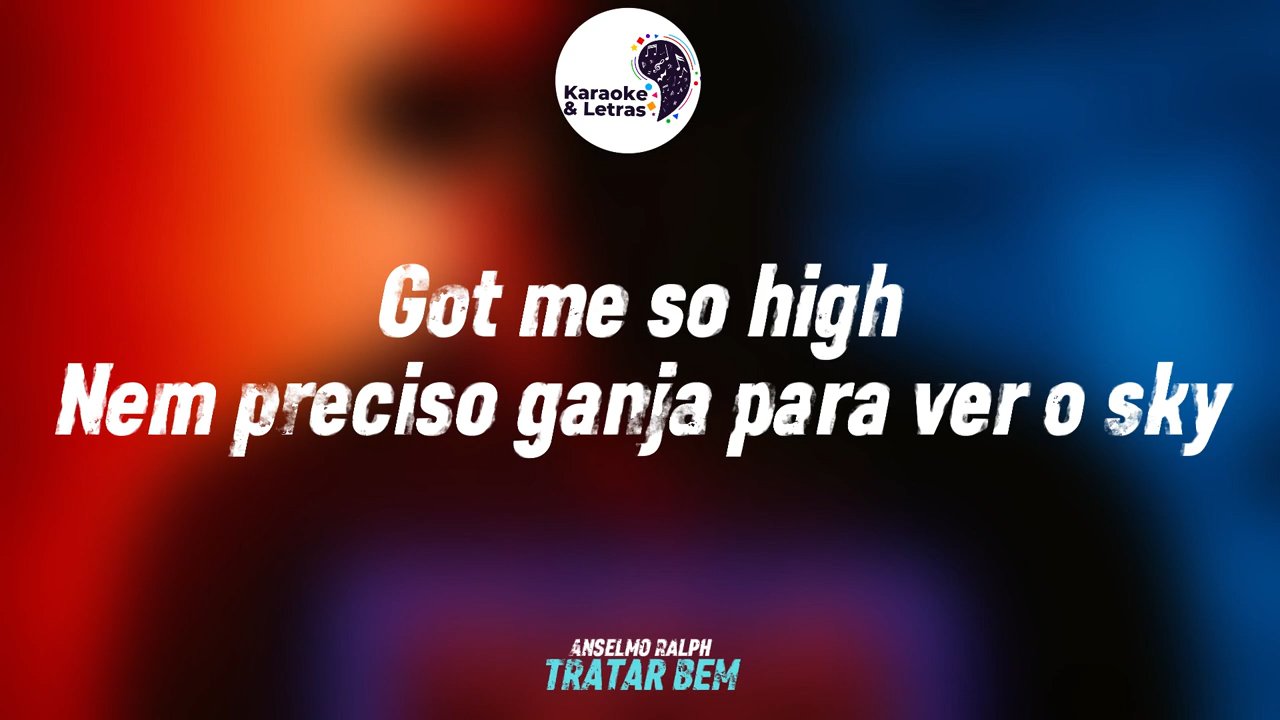 Karaoke
& Letras
Got me so high
Nem preciso ganja para ver o sky
ANSELMO RALPH
TRATAR BEM